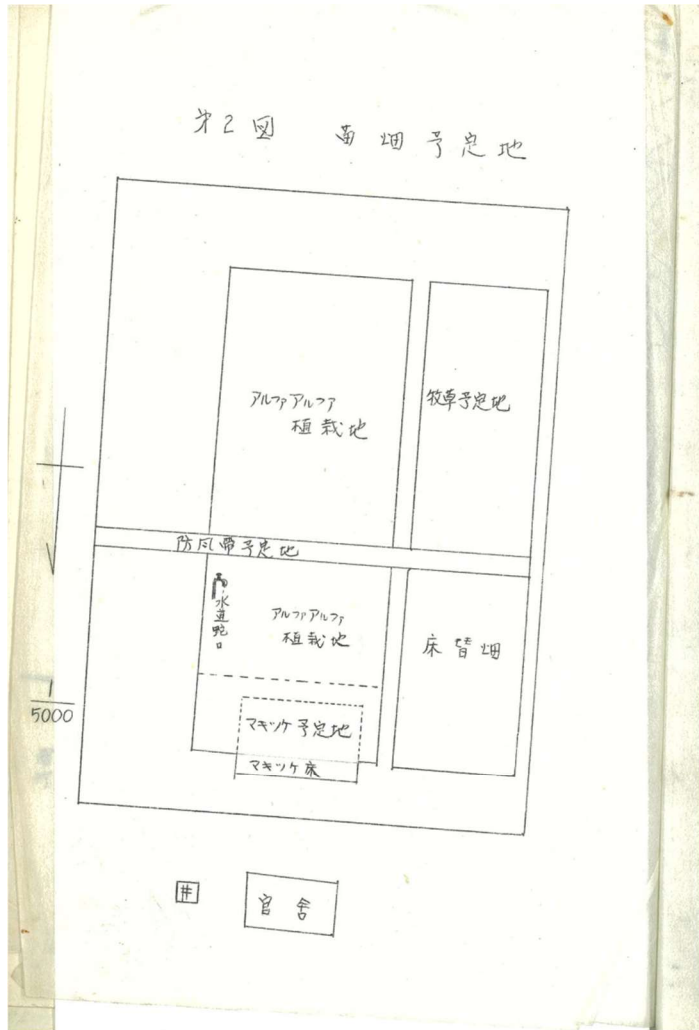 第2図 苗畑予定地
アルファアルファ
植栽地
牧草予定地
防風帯予定地
水道蛇口
アルファアルファ
植栽地
床替畑
1
5000
マキツケ予定地
マキツケ床
井
官舎